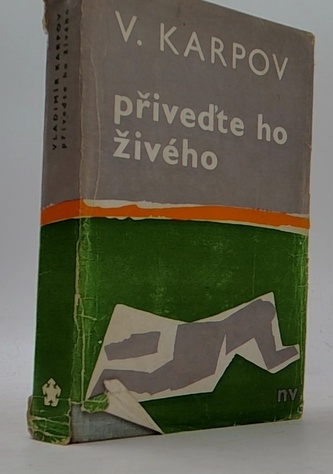 V. KARPOV
přiveďte ho
živého
nv
VLADIMÍR KARPOV
přiveďte ho živého